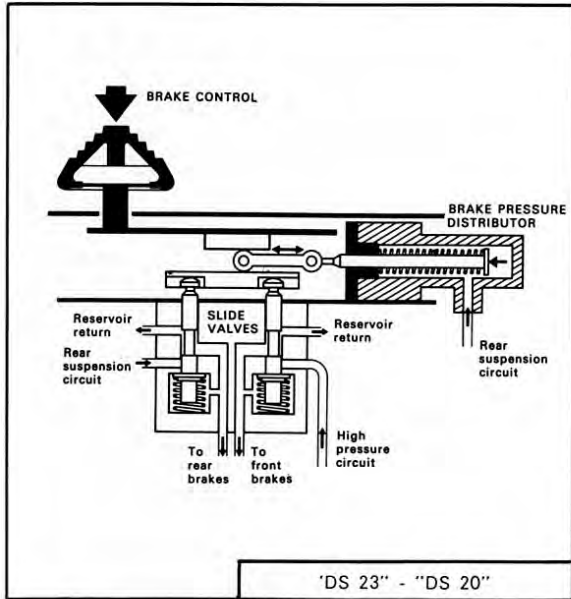 BRAKE CONTROL
BRAKE PRESSURE
DISTRIBUTOR
Reservoir
return
SLIDE
VALVES
Reservoir
return
Rear
suspension
circuit
Rear
suspension
circuit
To
rear
brakes
To
front
brakes
High
pressure
circuit
'DS 23" - "DS 20"